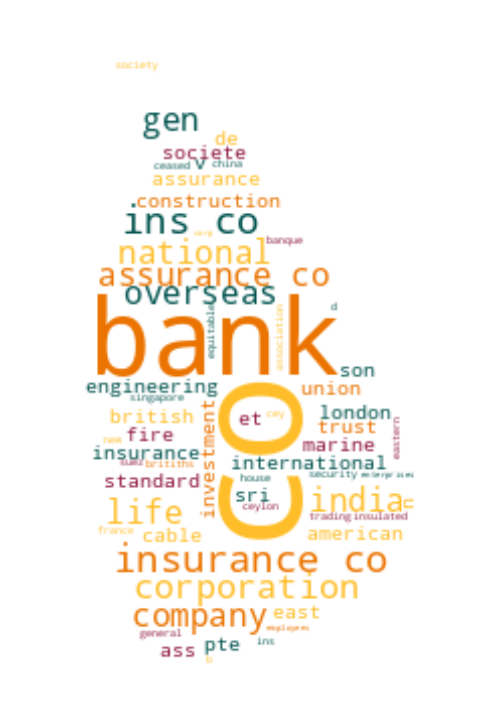 society
gen
de
societe
ceased v china
assurance
construction
ins co
corp
banque
national
assurance co
overseas
equitable
association
d
bank
son
engineering
singapore
union
co
et
cey
british
investment
london
trust
fire
eastern
new
marine
insurance
international
suez
britiths
house
security
enterprises
standard
sri
ceylon
india
c
life
trading
insulated
france
cable
american
insurance co
corporation
company
east
employees
general
ins
pte
ass
b